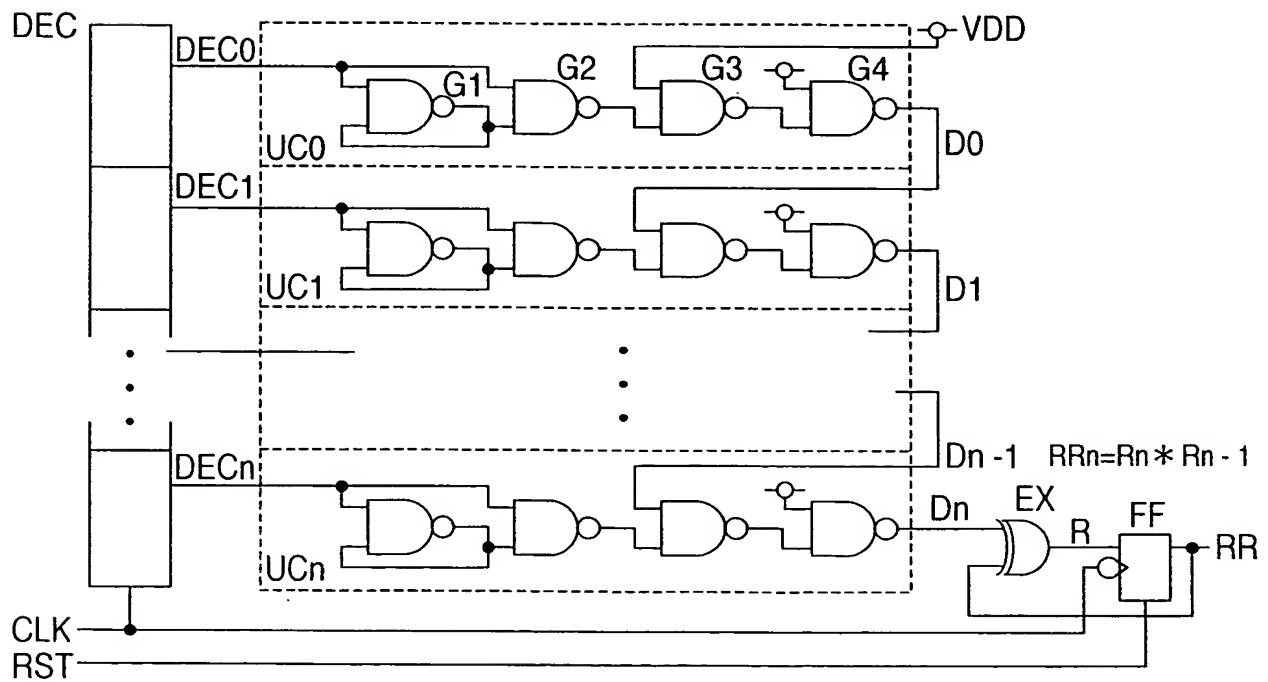 DEC
DEC0
VDD
G1
G2
G3
G4
UC0
D0
DEC1
UC1
D1
DECn
Dn -1
RRn=Rn * Rn - 1
UCn
Dn
EX
R
FF
RR
CLK
RST